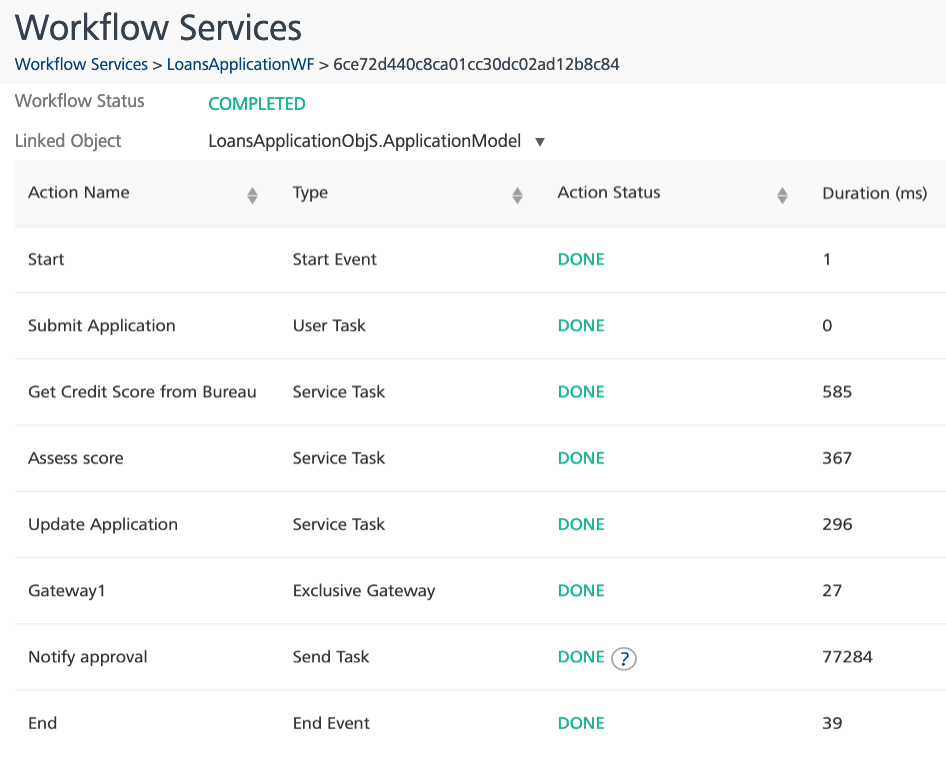 Workflow Services
Workflow Services > LoansApplicationWF > 6ce72d440c8ca01cc30dc02ad12b8c84
Workflow Status COMPLETED
Linked Object LoansApplicationObjS.ApplicationModel ▼
Action Name Type Action Status Duration (ms)
Start Start Event DONE 1
Submit Application User Task DONE 0
Get Credit Score from Bureau Service Task DONE 585
Assess score Service Task DONE 367
Update Application Service Task DONE 296
Gateway1 Exclusive Gateway DONE 27
Notify approval Send Task DONE ? 77284
End End Event DONE 39